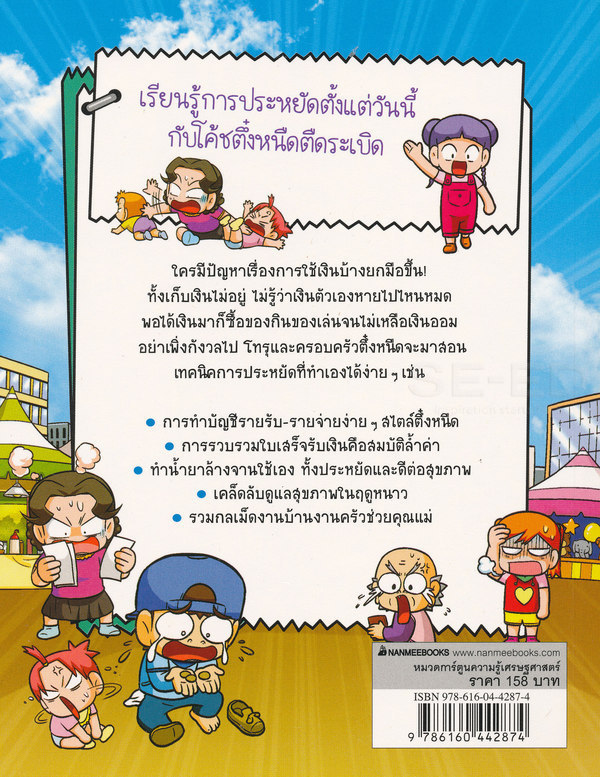 เรียนรู้การประหยัดตั้งแต่วันนี้
กับโค้ชตึ๋งหนืดตืดระเบิด
ใครมีปัญหาเรื่องการใช้เงินบ้างยกมือขึ้น!
ทั้งเก็บเงินไม่อยู่ ไม่รู้ว่าเงินตัวเองหายไปไหนหมด
พอได้เงินมาก็ซื้อของกินของเล่นจนไม่เหลือเงินออม
อย่าเพิ่งกังวลไป โทรุและครอบครัวตึ๋งหนืดจะมาสอน
เทคนิคการประหยัดที่ทำเองได้ง่าย ๆ เช่น
• การทำบัญชีรายรับ-รายจ่ายง่าย ๆ สไตล์ตึ๋งหนืด
• การรวบรวมใบเสร็จรับเงินคือสมบัติล้ำค่า
• ทำน้ำยาล้างจานใช้เอง ทั้งประหยัดและดีต่อสุขภาพ
• เคล็ดลับดูแลสุขภาพในฤดูหนาว
• รวมกลเม็ดงานบ้านงานครัวช่วยคุณแม่
NANMEEBOOKS www.nanmeebooks.com
หมวดการ์ตูนความรู้เศรษฐศาสตร์
ราคา 158 บาท
ISBN 978-616-04-4287-4
9 786160 442874